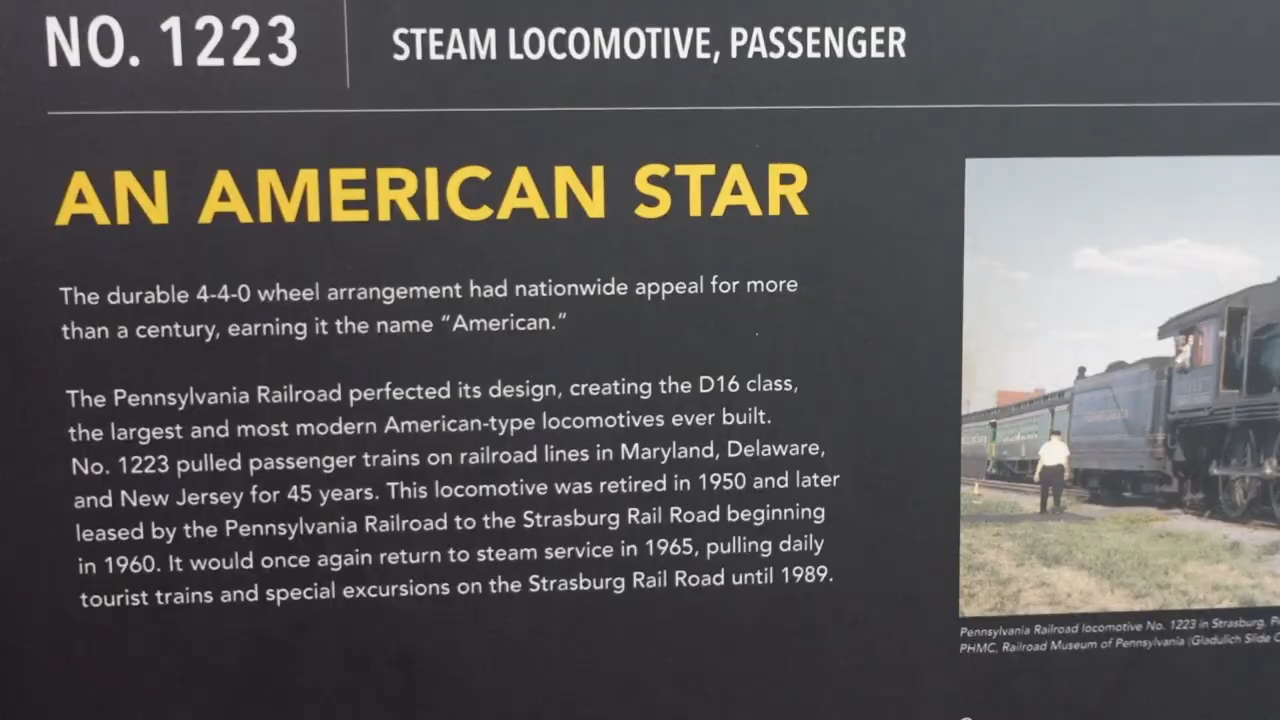 NO. 1223
STEAM LOCOMOTIVE, PASSENGER
AN AMERICAN STAR
The durable 4-4-0 wheel arrangement had nationwide appeal for more
than a century, earning it the name “American.”
The Pennsylvania Railroad perfected its design, creating the D16 class,
the largest and most modern American-type locomotives ever built.
No. 1223 pulled passenger trains on railroad lines in Maryland, Delaware,
and New Jersey for 45 years. This locomotive was retired in 1950 and later
leased by the Pennsylvania Railroad to the Strasburg Rail Road beginning
in 1960. It would once again return to steam service in 1965, pulling daily
tourist trains and special excursions on the Strasburg Rail Road until 1989.
Pennsylvania Railroad locomotive No. 1223 in Strasburg,
PHMC, Railroad Museum of Pennsylvania (Gladulich Slide